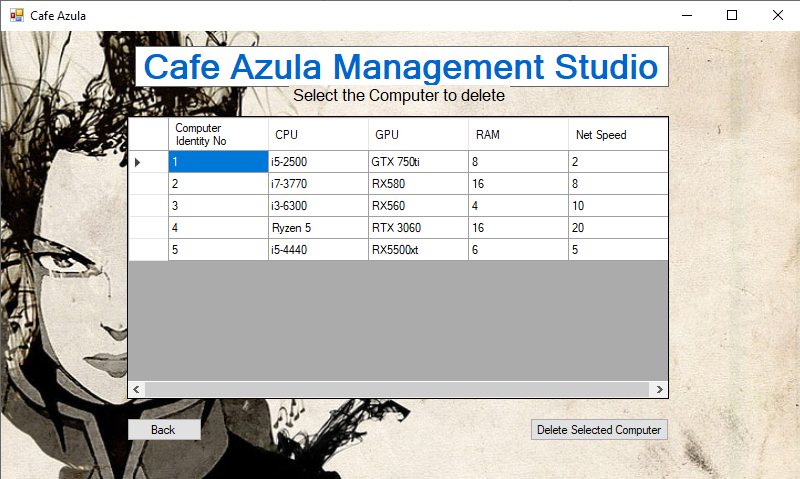 Cafe Azula
Cafe Azula Management Studio
Select the Computer to delete
Computer Identity No CPU GPU RAM Net Speed
1 i5-2500 GTX 750ti 8 2
2 i7-3770 RX580 16 8
3 i3-6300 RX560 4 10
4 Ryzen 5 RTX 3060 16 20
5 i5-4440 RX5500xt 6 5
Back Delete Selected Computer